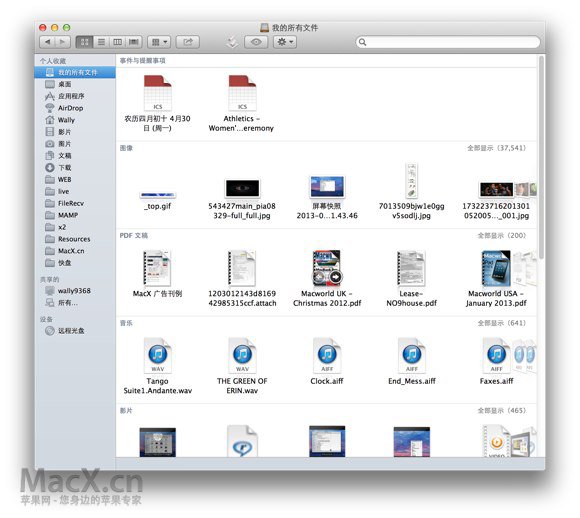 我的所有文件
个人收藏
我的所有文件
桌面
应用程序
AirDrop
Wally
影片
图片
文稿
下载
WEB
live
FileRecv
MAMP
x2
Resources
MacX.cn
快盘
共享的
wally9368
所有...
设备
远程光盘
事件与提醒事项
ICS
ICS
农历四月初十 4月30
日 (周一)
Athletics –
Women'...eremony
图像
全部显示（37,541）
_top.gif
543427main_pia08
329-full_full.jpg
屏幕快照
2013-0...1.43.46
7013509bjw1e0gg
v5sodlj.jpg
173223716201301
052005..._001.jpg
PDF 文稿
全部显示（200）
MacX 广告刊例
1203012143d8169
42985315ccf.attach
Macworld UK –
Christmas 2012.pdf
Lease-
NO9house.pdf
Macworld USA –
January 2013.pdf
音乐
全部显示（641）
WAV
WAV
AIFF
AIFF
AIFF
Tango
Suite1.Andante.wav
THE GREEN OF
ERIN.wav
Clock.aiff
End_Mess.aiff
Faxes.aiff
影片
全部显示（465）
VIDEO
MacX.cn
苹果网 - 您身边的苹果专家